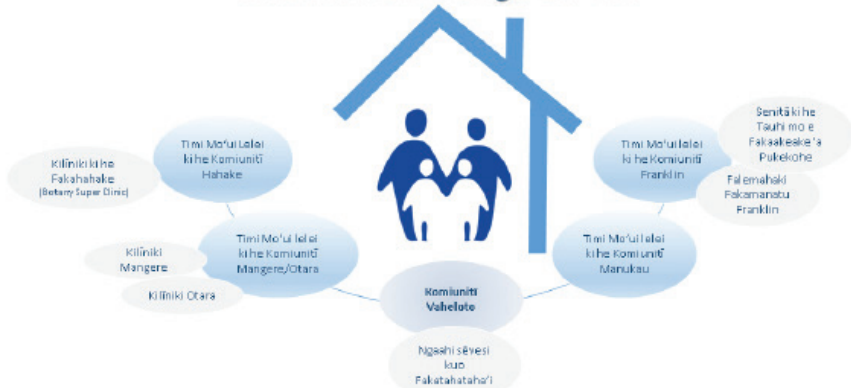 Kilīniki ki he
Fakahahake
(Botany Super Clinic)
Timi Mo'ui Lelei
ki he Komiunitī
Hahake
Kilīniki
Mangere
Kilīniki Otara
Timi Mo'ui lelei
ki he Komiunitī
Mangere/Otara
Komiunitī
Vaheloto
Ngaahi sēvesi
kuo
Fakatahataha'i
Timi Mo'ui lelei
ki he Komiunitī
Manukau
Timi Mo'ui lelei
ki he Komiunitī
Franklin
Senitā ki he
Tauhi mo e
Fakaakeake 'a
Pukekohe
Falemahaki
Fakamanatu
Franklin